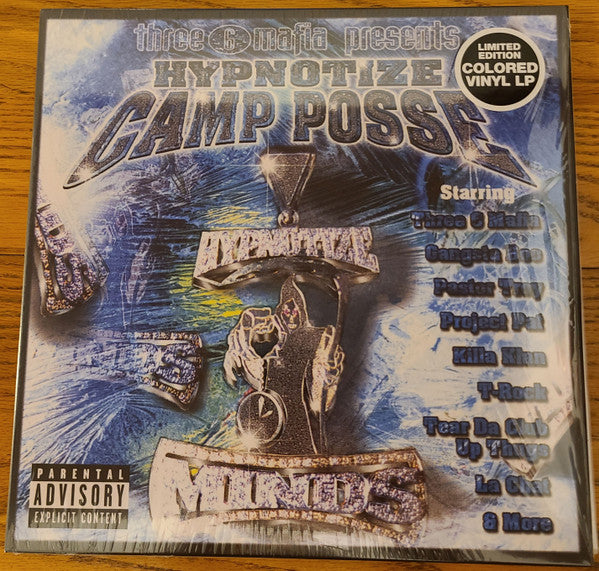 three 6 mafia presents
HYPNOTIZE
CAMP POSSE
LIMITED
EDITION
COLORED
VINYL LP
Starring
Three 6 Mafia
Gangsta Boo
Pastor Troy
Project Pat
Killa Klan
T-Rock
Tear Da Club
Up Thugs
La Chat
& More
HYPNOTIZE
MINDS
PARENTAL
ADVISORY
EXPLICIT CONTENT